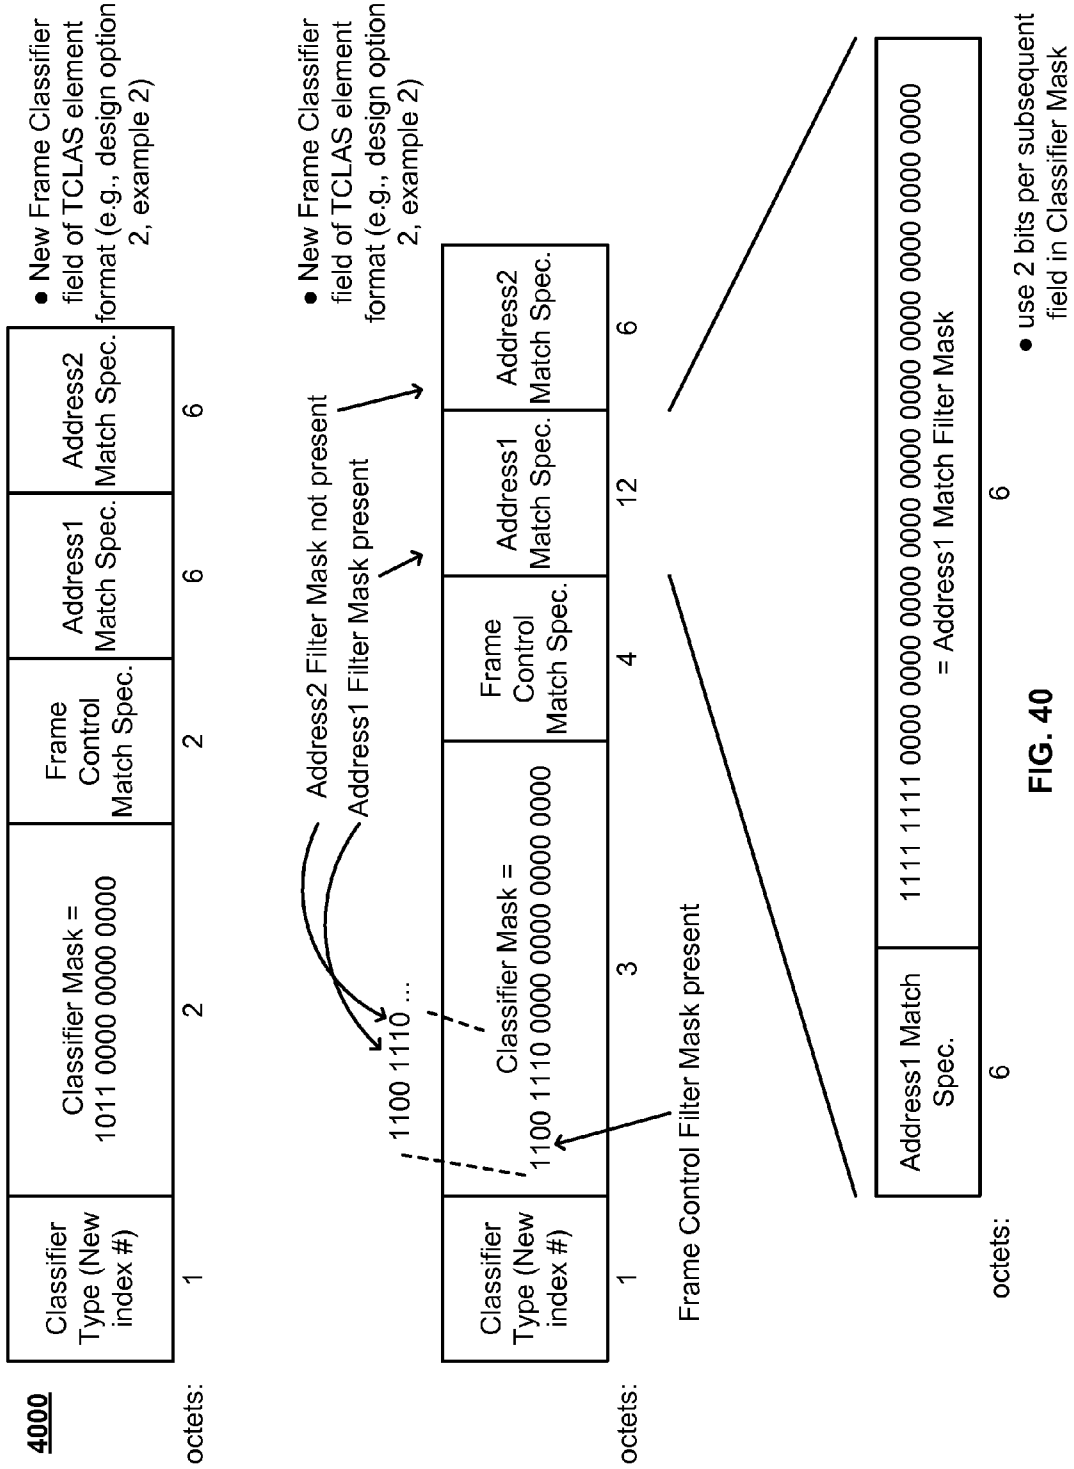 4000
Classifier
Type (New
index #)
Classifier Mask =
1011 0000 0000 0000
Frame
Control
Match Spec.
Address1
Match Spec.
Address2
Match Spec.
octets:
1
2
2
6
6
● New Frame Classifier
field of TCLAS element
format (e.g., design option
2, example 2)
Address2 Filter Mask not present
Address1 Filter Mask present
1100 1110 ...
● New Frame Classifier
field of TCLAS element
format (e.g., design option
2, example 2)
Classifier
Type (New
index #)
Classifier Mask =
1100 1110 0000 0000 0000 0000
Frame
Control
Match Spec.
Address1
Match Spec.
Address2
Match Spec.
octets:
1
3
4
12
6
Frame Control Filter Mask present
Address1 Match
Spec.
1111 1111 0000 0000 0000 0000 0000 0000 0000 0000 0000 0000
= Address1 Match Filter Mask
octets:
6
6
● use 2 bits per subsequent
field in Classifier Mask
FIG. 40